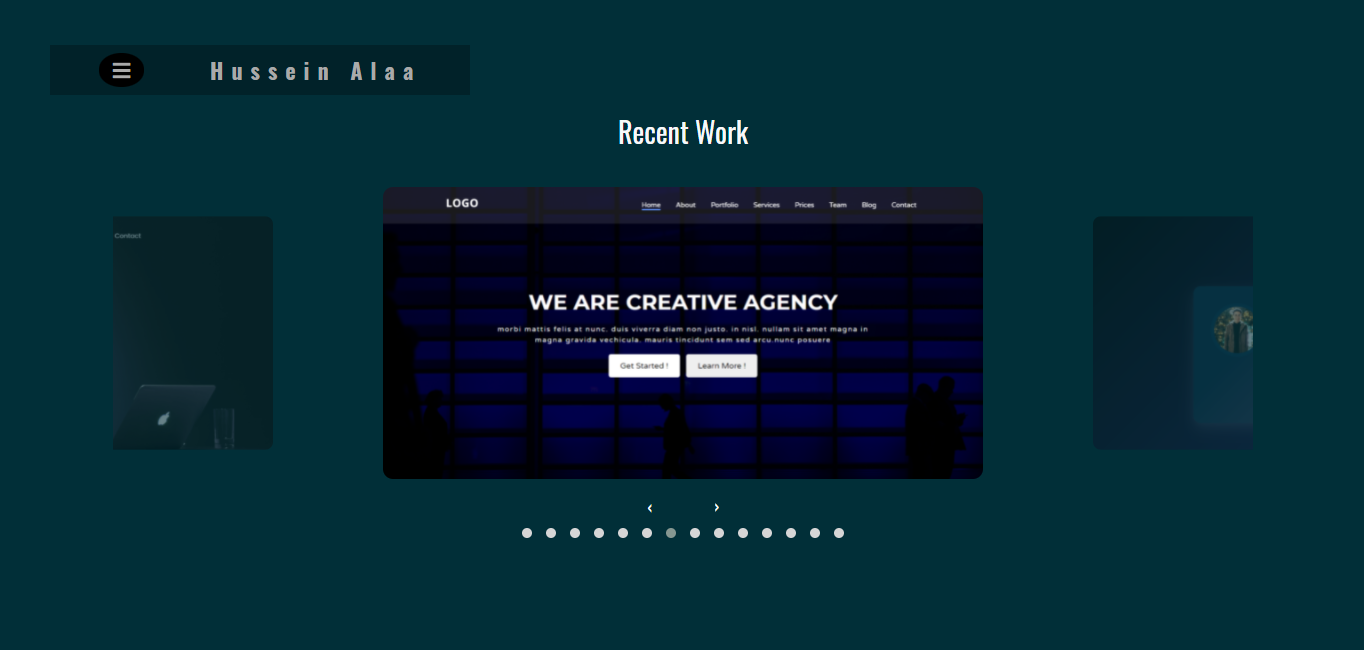 Hussein Alaa
Recent Work
LOGO
Home About Portfolio Services Prices Team Blog Contact
Contact
WE ARE CREATIVE AGENCY
morbi mattis felis at nunc. duis viverra diam non justo. in nisl. nullam sit amet magna in
magna gravida vechicula. mauris tincidunt sem sed arcu.nunc posuere
Get Started ! Learn More !